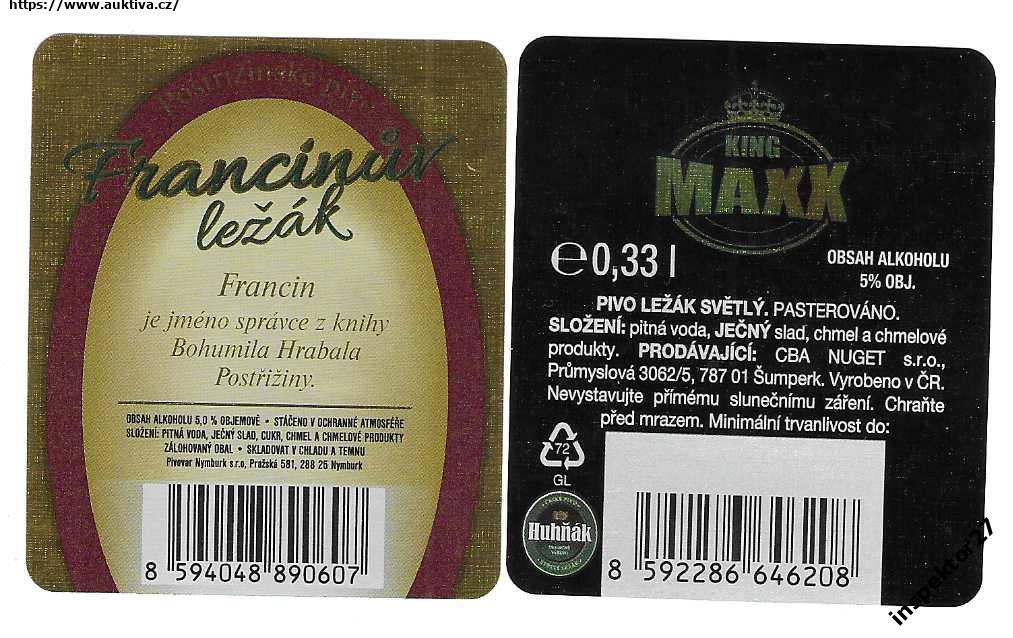 https://www.auktiva.cz/
Postřižinské pivo
Francinův
ležák
Francin
je jméno správce z knihy
Bohumila Hrabala
Postřižiny.
OBSAH ALKOHOLU 5,0 % OBJEMOVĚ • STÁČENO V OCHRANNÉ ATMOSFÉŘE
SLOŽENÍ: PITNÁ VODA, JEČNÝ SLAD, CUKR, CHMEL A CHMELOVÉ PRODUKTY
ZÁLOHOVANÝ OBAL • SKLADOVAT V CHLADU A TEMNU
Pivovar Nymburk s.r.o, Pražská 581, 288 25 Nymburk
8 594048 890607
KING
MAXX
e 0,33 l
OBSAH ALKOHOLU
5% OBJ.
PIVO LEŽÁK SVĚTLÝ. PASTEROVÁNO.
SLOŽENÍ: pitná voda, JEČNÝ slad, chmel a chmelové
produkty. PRODÁVAJÍCÍ: CBA NUGET s.r.o.,
Průmyslová 3062/5, 787 01 Šumperk. Vyrobeno v ČR.
Nevystavujte přímému slunečnímu záření. Chraňte
před mrazem. Minimální trvanlivost do:
72
GL
Huhňák
8 592286 646208
inspektor27